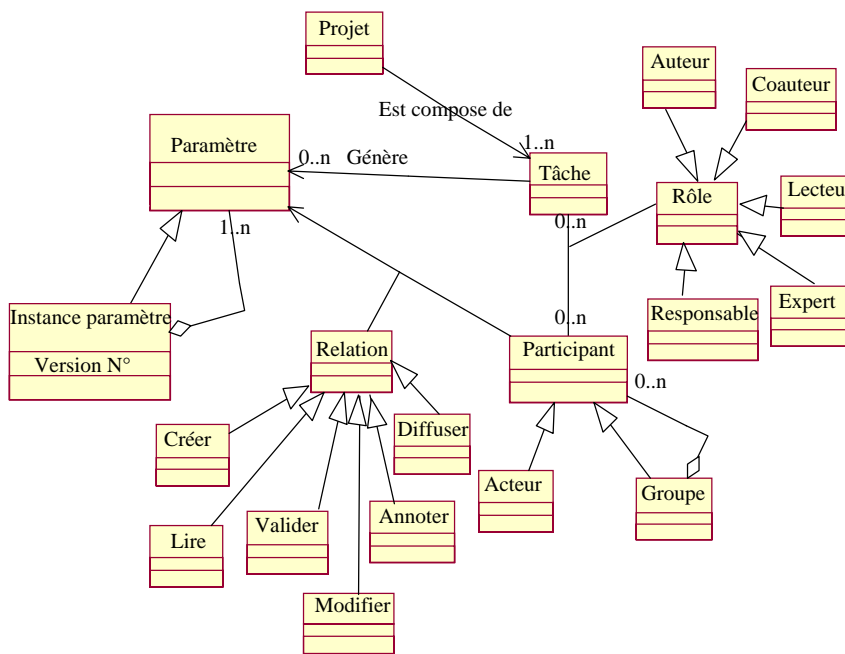 Projet
Auteur
Coauteur
Est compose de
Paramètre
1..n
0..n
Génère
Tâche
Rôle
Lecteu
1..n
0..n
Instance paramètre
Version N°
Responsable
Expert
0..n
Relation
Participant
0..n
Créer
Diffuser
Acteur
Groupe
Lire
Valider
Annoter
Modifier